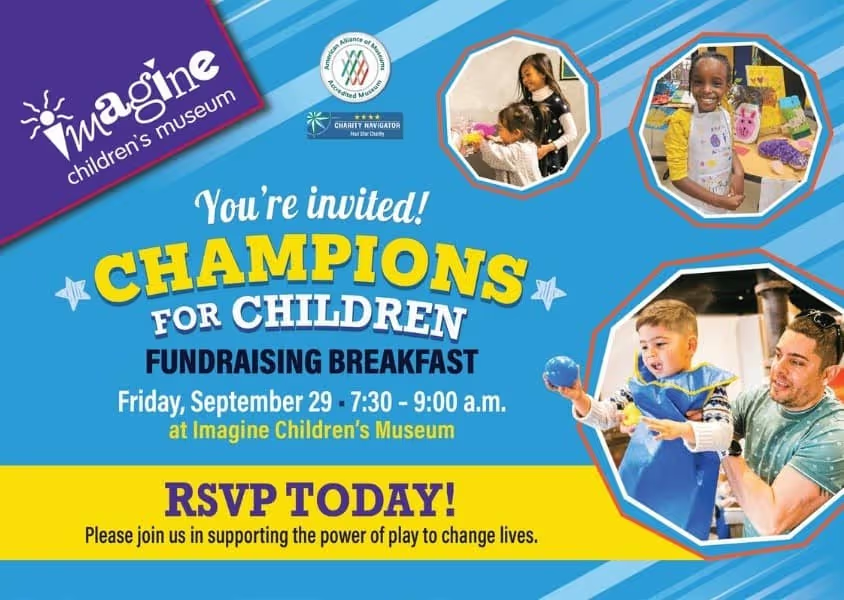 imagine
children's museum
American Alliance of Museums
Accredited Museum
CHARITY NAVIGATOR
Four Star Charity
You're invited!
CHAMPIONS
FOR CHILDREN
FUNDRAISING BREAKFAST
Friday, September 29 ▪ 7:30 – 9:00 a.m.
at Imagine Children's Museum
RSVP TODAY!
Please join us in supporting the power of play to change lives.